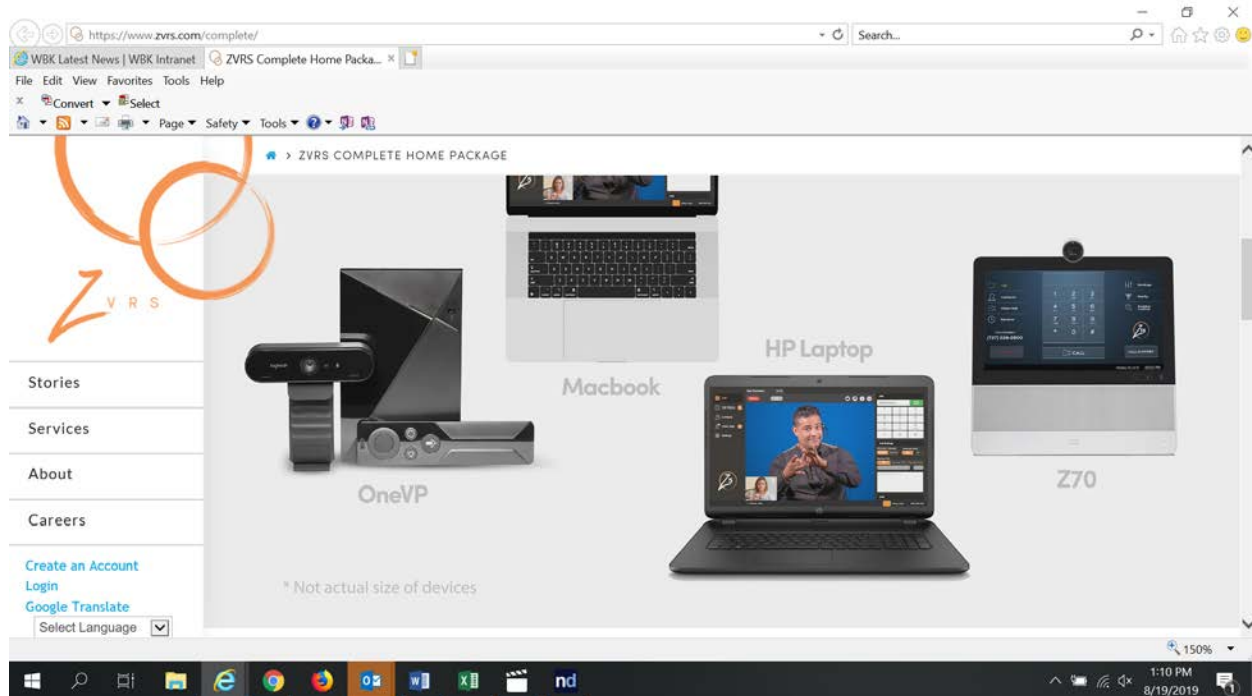 https://www.zvrs.com/complete/
Search...
WBK Latest News | WBK Intranet
ZVRS Complete Home Packa...
File Edit View Favorites Tools Help
x Convert Select
Page Safety Tools
> ZVRS COMPLETE HOME PACKAGE
Z VRS
Stories
Services
About
Careers
Create an Account
Login
Google Translate
Select Language
OneVP
Macbook
HP Laptop
Z70
CALL
* Not actual size of devices
150%
nd
1:10 PM
8/19/2019